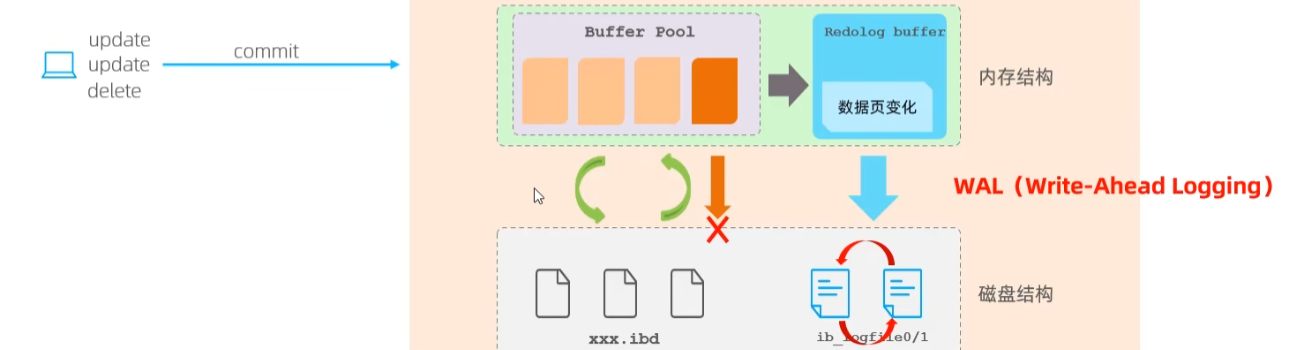 update
update
delete
commit
Buffer Pool
Redolog buffer
数据页变化
内存结构
WAL（Write-Ahead Logging）
xxx.ibd
ib_logfile0/1
磁盘结构